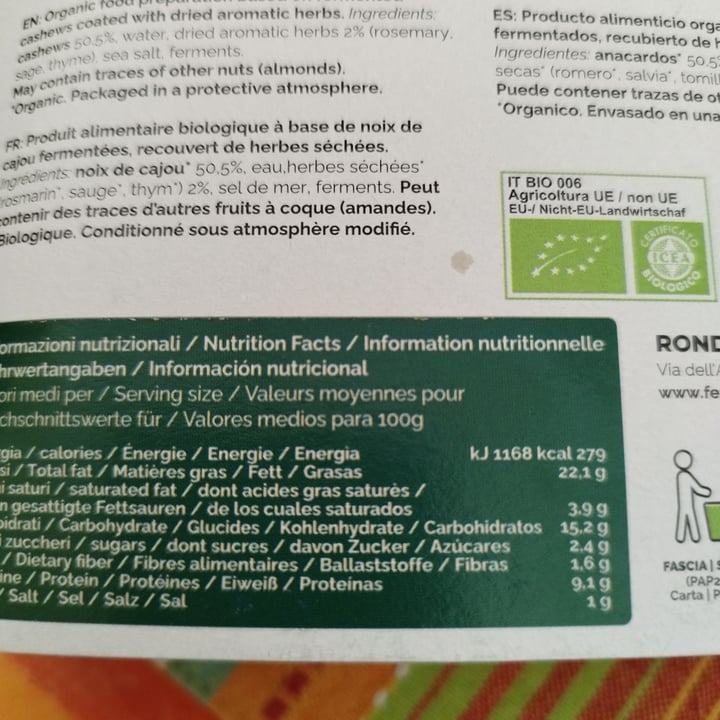 EN: Organic food
cashews coated with dried aromatic herbs. Ingredients:
cashews 50.5%, water, dried aromatic herbs 2% (rosemary,
sage, thyme), sea salt, ferments.
May contain traces of other nuts (almonds).
*Organic. Packaged in a protective atmosphere.
FR: Produit alimentaire biologique à base de noix de
cajou fermentées, recouvert de herbes séchées.
Ingredients: noix de cajou* 50,5%, eau,herbes séchées*
rosmarin*, sauge*, thym*) 2%, sel de mer, ferments. Peut
contenir des traces d'autres fruits à coque (amandes).
Biologique. Conditionné sous atmosphère modifié.
ES: Producto alimenticio orga
fermentados, recubierto de h
Ingredientes: anacardos* 50,5
secas* (romero*, salvia*, tomil
Puede contener trazas de ot
*Organico. Envasado en una
IT BIO 006
Agricoltura UE / non UE
EU-/ Nicht-EU-Landwirtschaf
CERTIFICATO
ICEA
BIOLOGICO
ormazioni nutrizionali / Nutrition Facts / Information nutritionnelle
hrwertangaben / Información nutricional
ori medi per / Serving size / Valeurs moyennes pour
chschnittswerte für / Valores medios para 100g
gia / calories / Énergie / Energie / Energia kJ 1168 kcal 279
si / Total fat / Matières gras / Fett / Grasas 22,1 g
i saturi / saturated fat / dont acides gras saturés /
n gesattigte Fettsauren / de los cuales saturados 3.9 g
oidrati / Carbohydrate / Glucides / Kohlenhydrate / Carbohidratos 15,2 g
i zuccheri / sugars / dont sucres / davon Zucker / Azúcares 2.4 g
/ Dietary fiber / Fibres alimentaires / Ballaststoffe / Fibras 1,6 g
ine / Protein / Protéines / Eiweiß / Proteínas 9.1 g
/ Salt / Sel / Salz / Sal 1 g
ROND
Via dell'A
www.fe
FASCIA | S
(PAP2
Carta | P